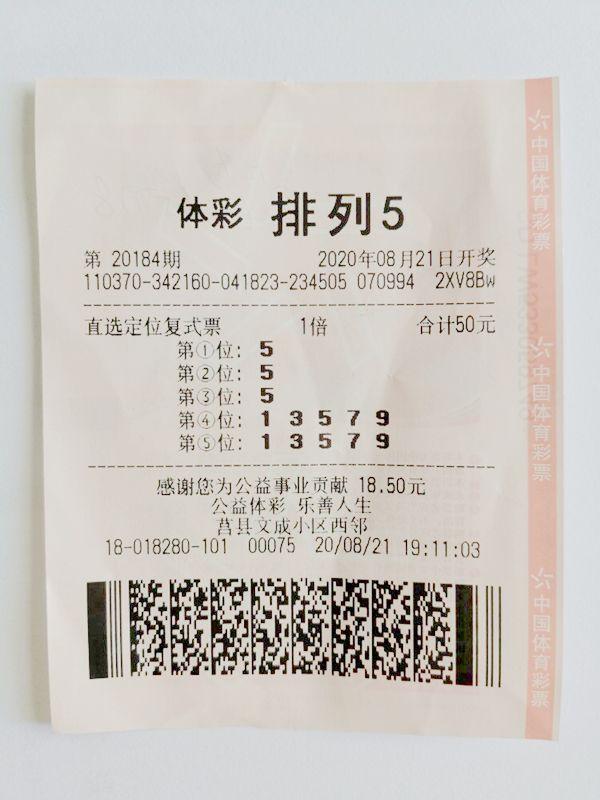 体彩 排列5
第 20184期 2020年08月21日开奖
110370-342160-041823-234505 070994 2XV8Bw
直选定位复式票 1倍 合计50元
第①位: 5
第②位: 5
第③位: 5
第④位: 1 3 5 7 9
第⑤位: 1 3 5 7 9
感谢您为公益事业贡献 18.50元
公益体彩 乐善人生
莒县文成小区西邻
18-018280-101 00075 20/08/21 19:11:03
中国体育彩票
中国体育彩票
中国体育彩票